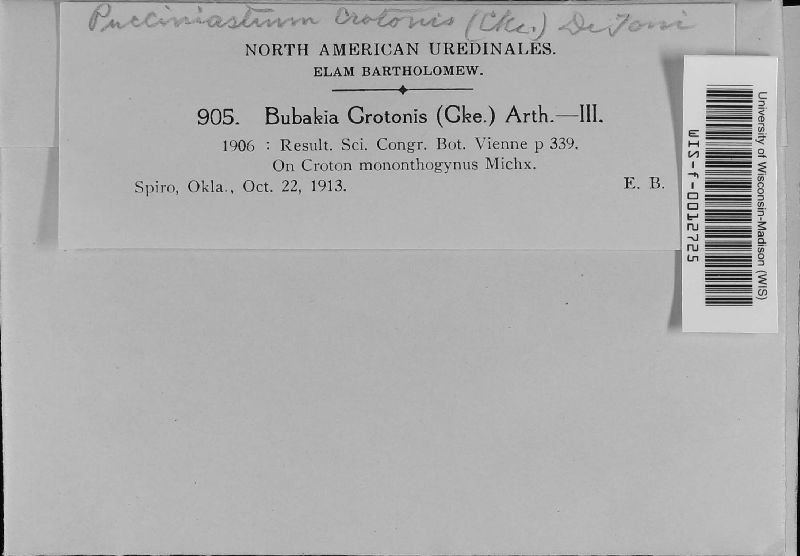 Pucciniastrum Crotonis (Cke.) De Toni
NORTH AMERICAN UREDINALES.
ELAM BARTHOLOMEW.
905. Bubakia Crotonis (Cke.) Arth.—III.
1906 : Result. Sci. Congr. Bot. Vienne p 339.
On Croton mononthogynus Michx.
Spiro, Okla., Oct. 22, 1913.
E. B.
University of Wisconsin-Madison (WIS)
WIS-f-0012725